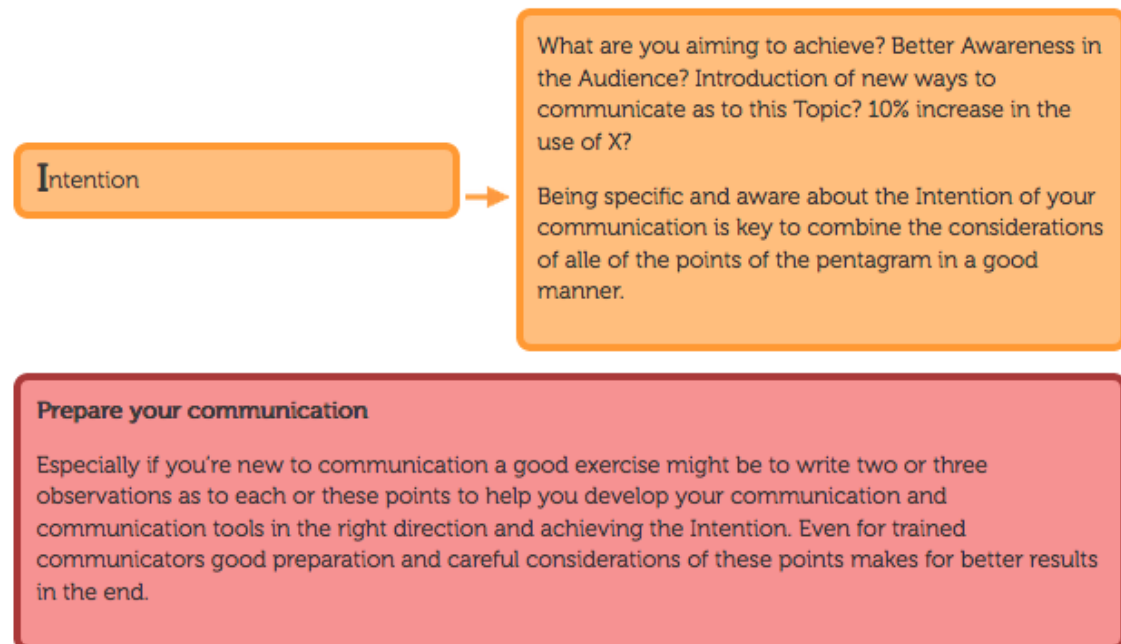 Intention
What are you aiming to achieve? Better Awareness in
the Audience? Introduction of new ways to
communicate as to this Topic? 10% increase in the
use of X?
Being specific and aware about the Intention of your
communication is key to combine the considerations
of alle of the points of the pentagram in a good
manner.
Prepare your communication
Especially if you're new to communication a good exercise might be to write two or three
observations as to each or these points to help you develop your communication and
communication tools in the right direction and achieving the Intention. Even for trained
communicators good preparation and careful considerations of these points makes for better results
in the end.